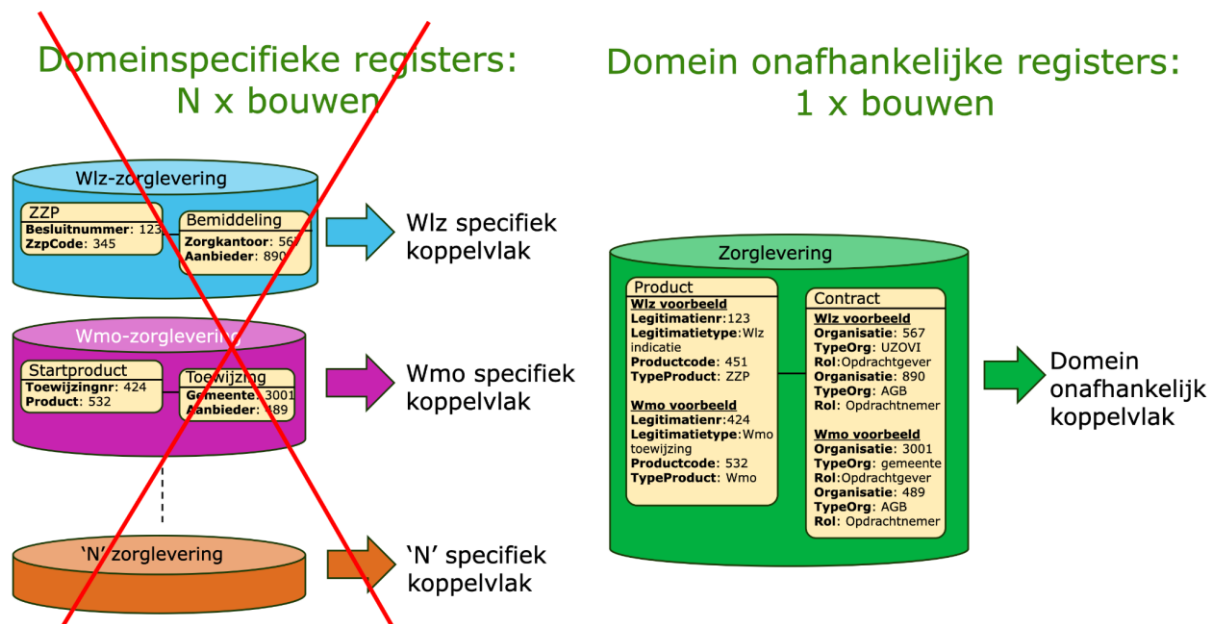 Domeinspecifieke registers:
N x bouwen
Wlz-zorglevering
ZZP
Besluitnummer: 123
ZzpCode: 345
Bemiddeling
Zorgkantoor: 567
Aanbieder: 890
Wlz specifiek
koppelvlak
Wmo-zorglevering
Startproduct
Toewijzingnr: 424
Product: 532
Toewijzing
Gemeente: 3001
Aanbieder: 489
Wmo specifiek
koppelvlak
‘N’ zorglevering
‘N’ specifiek
koppelvlak
Domein onafhankelijke registers:
1 x bouwen
Zorglevering
Product
Wlz voorbeeld
Legitimatienr:123
Legitimatietype:Wlz
indicatie
Productcode: 451
TypeProduct: ZZP
Wmo voorbeeld
Legitimatienr:424
Legitimatietype:Wmo
toewijzing
Productcode: 532
TypeProduct: Wmo
Contract
Wlz voorbeeld
Organisatie: 567
TypeOrg: UZOVI
Rol:Opdrachtgever
Organisatie: 890
TypeOrg: AGB
Rol: Opdrachtnemer
Wmo voorbeeld
Organisatie: 3001
TypeOrg: gemeente
Rol:Opdrachtgever
Organisatie: 489
TypeOrg: AGB
Rol: Opdrachtnemer
Domein
onafhankelijk
koppelvlak